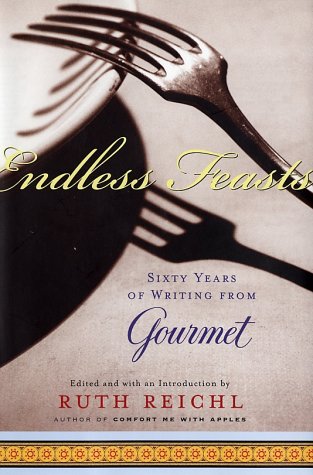 Endless Feasts
SIXTY YEARS
OF WRITING FROM
Gourmet
Edited and with an Introduction by
RUTH REICHL
AUTHOR OF COMFORT ME WITH APPLES